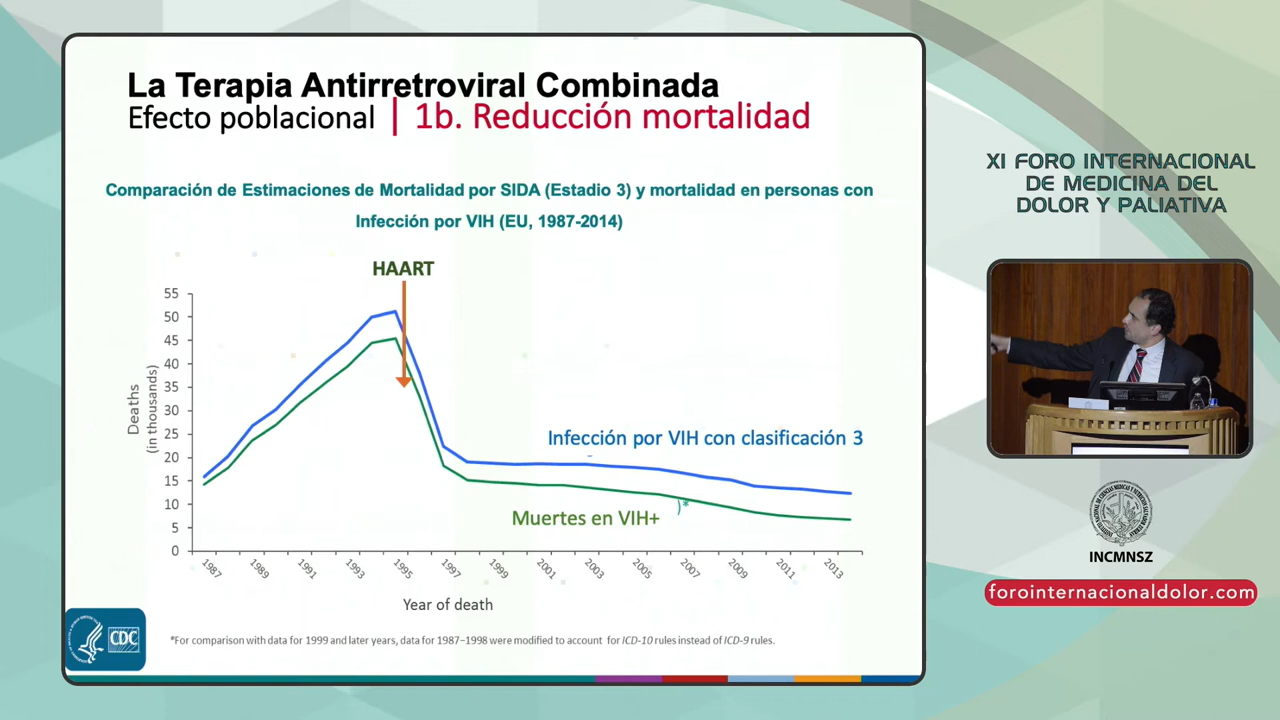 La Terapia Antirretroviral Combinada
Efecto poblacional | 1b. Reducción mortalidad
Comparación de Estimaciones de Mortalidad por SIDA (Estadio 3) y mortalidad en personas con
Infección por VIH (EU, 1987-2014)
HAART
55
50
45
40
35
30
25
20
15
10
5
0
Deaths
(in thousands)
Infección por VIH con clasificación 3
Muertes en VIH+
)*
1987
1989
1991
1993
1995
1997
1999
2001
2003
2005
2007
2009
2011
2013
Year of death
CDC
*For comparison with data for 1999 and later years, data for 1987–1998 were modified to account for ICD-10 rules instead of ICD-9 rules.
XI FORO INTERNACIONAL
DE MEDICINA DEL
DOLOR Y PALIATIVA
INCMNSZ
forointernacionaldolor.com